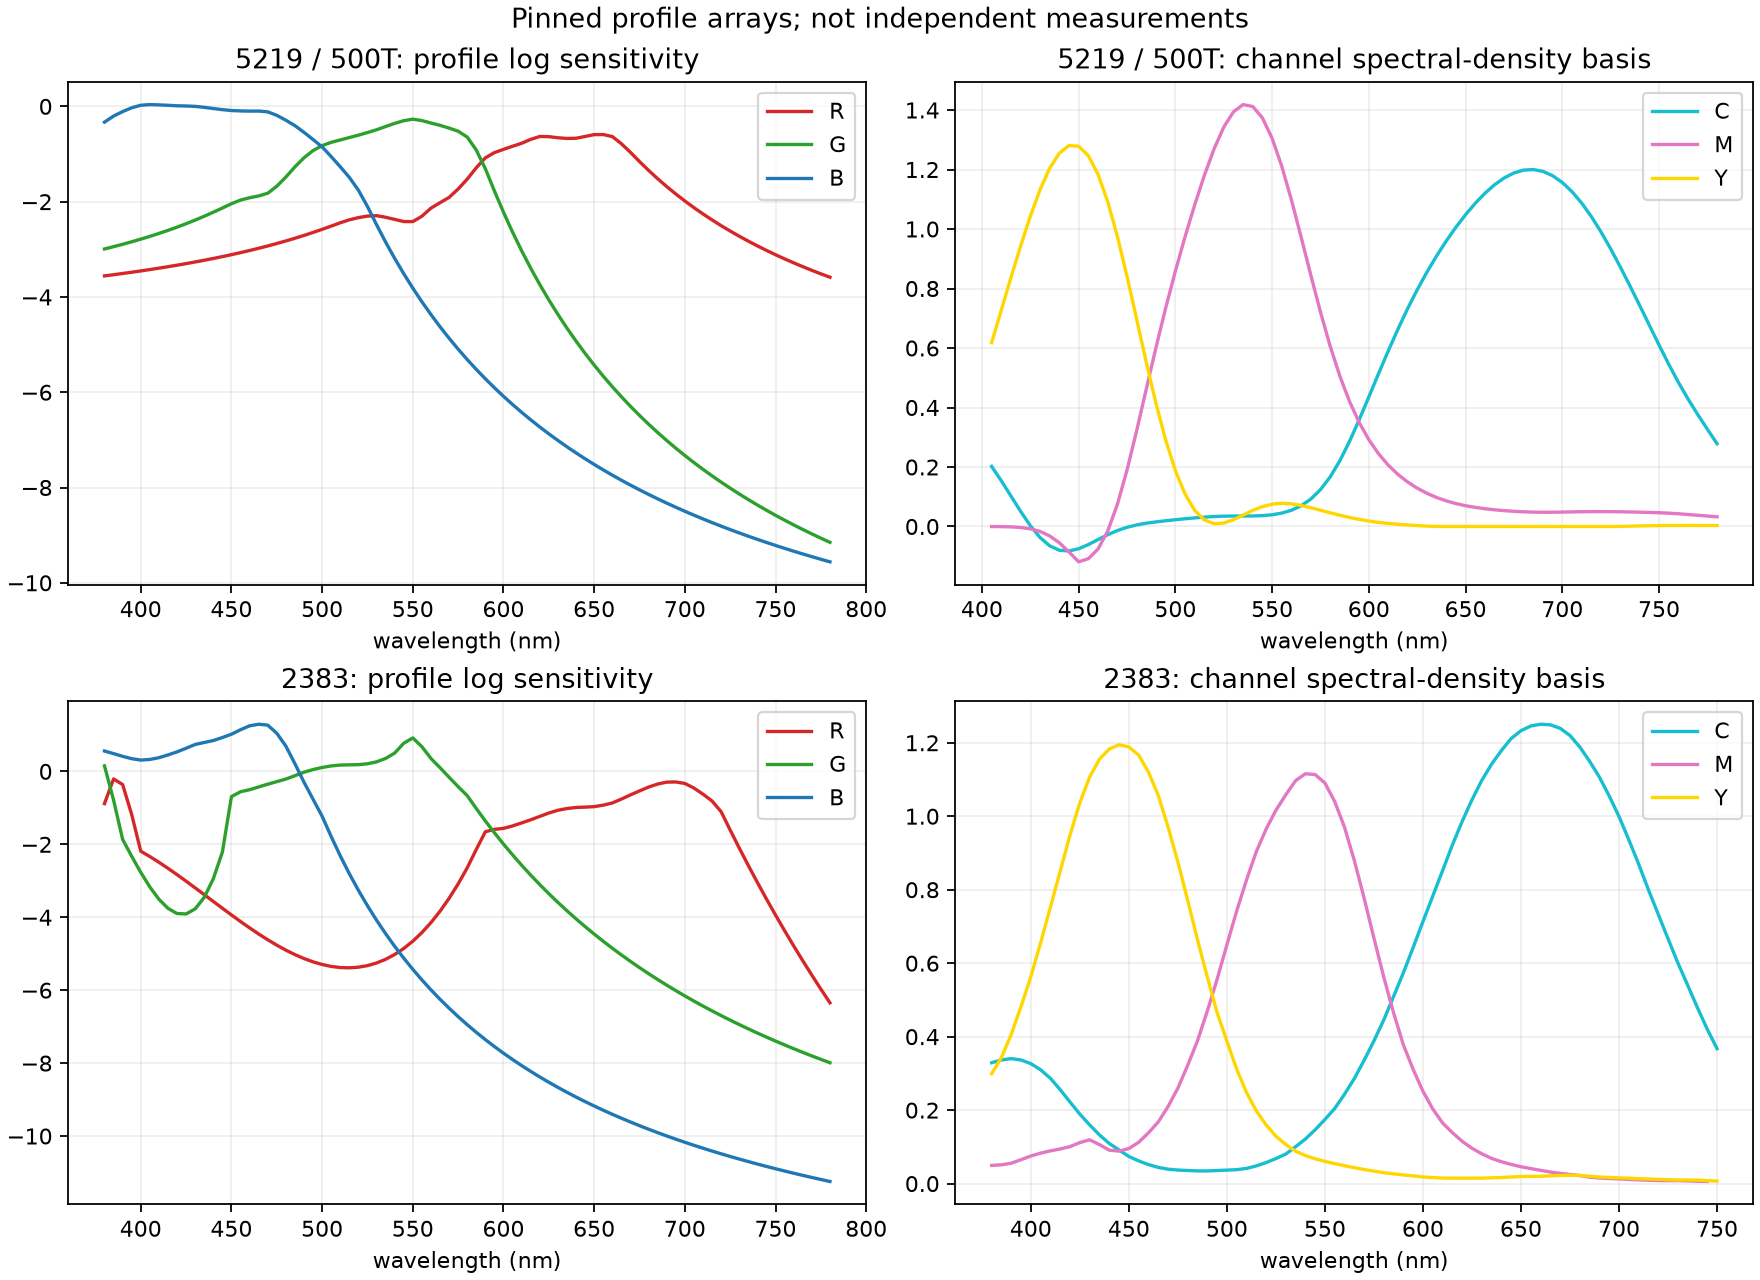 Pinned profile arrays; not independent measurements
5219 / 500T: profile log sensitivity
0
−2
−4
−6
−8
−10
400 450 500 550 600 650 700 750 800
wavelength (nm)
R
G
B
5219 / 500T: channel spectral-density basis
1.4
1.2
1.0
0.8
0.6
0.4
0.2
0.0
400 450 500 550 600 650 700 750
wavelength (nm)
C
M
Y
2383: profile log sensitivity
0
−2
−4
−6
−8
−10
400 450 500 550 600 650 700 750 800
wavelength (nm)
R
G
B
2383: channel spectral-density basis
1.2
1.0
0.8
0.6
0.4
0.2
0.0
400 450 500 550 600 650 700 750
wavelength (nm)
C
M
Y